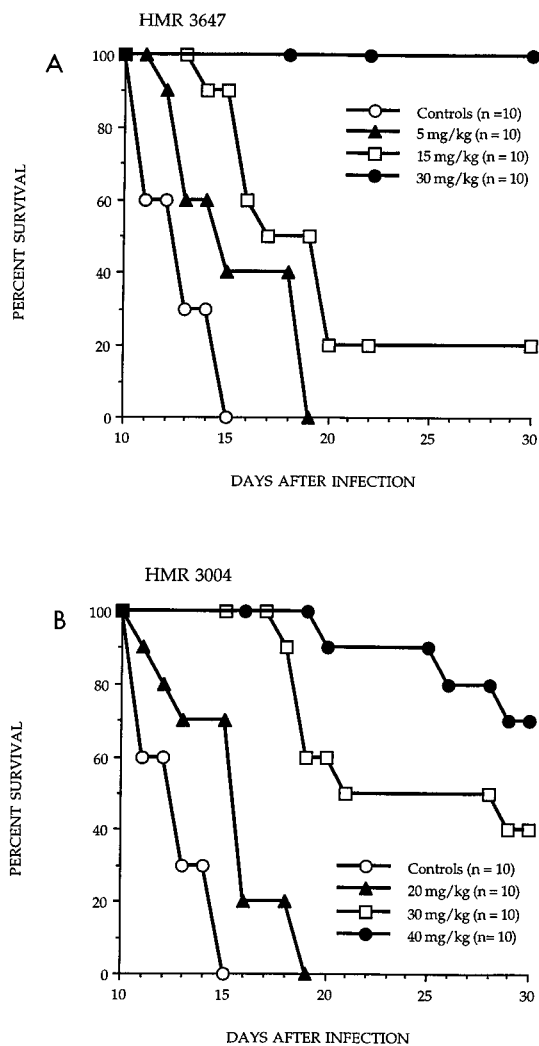 HMR 3647
A
100
80
60
40
20
0
PERCENT SURVIVAL
Controls (n =10)
5 mg/kg (n = 10)
15 mg/kg (n = 10)
30 mg/kg (n = 10)
10 15 20 25 30
DAYS AFTER INFECTION
HMR 3004
B
100
80
60
40
20
0
PERCENT SURVIVAL
Controls (n = 10)
20 mg/kg (n = 10)
30 mg/kg (n = 10)
40 mg/kg (n= 10)
10 15 20 25 30
DAYS AFTER INFECTION